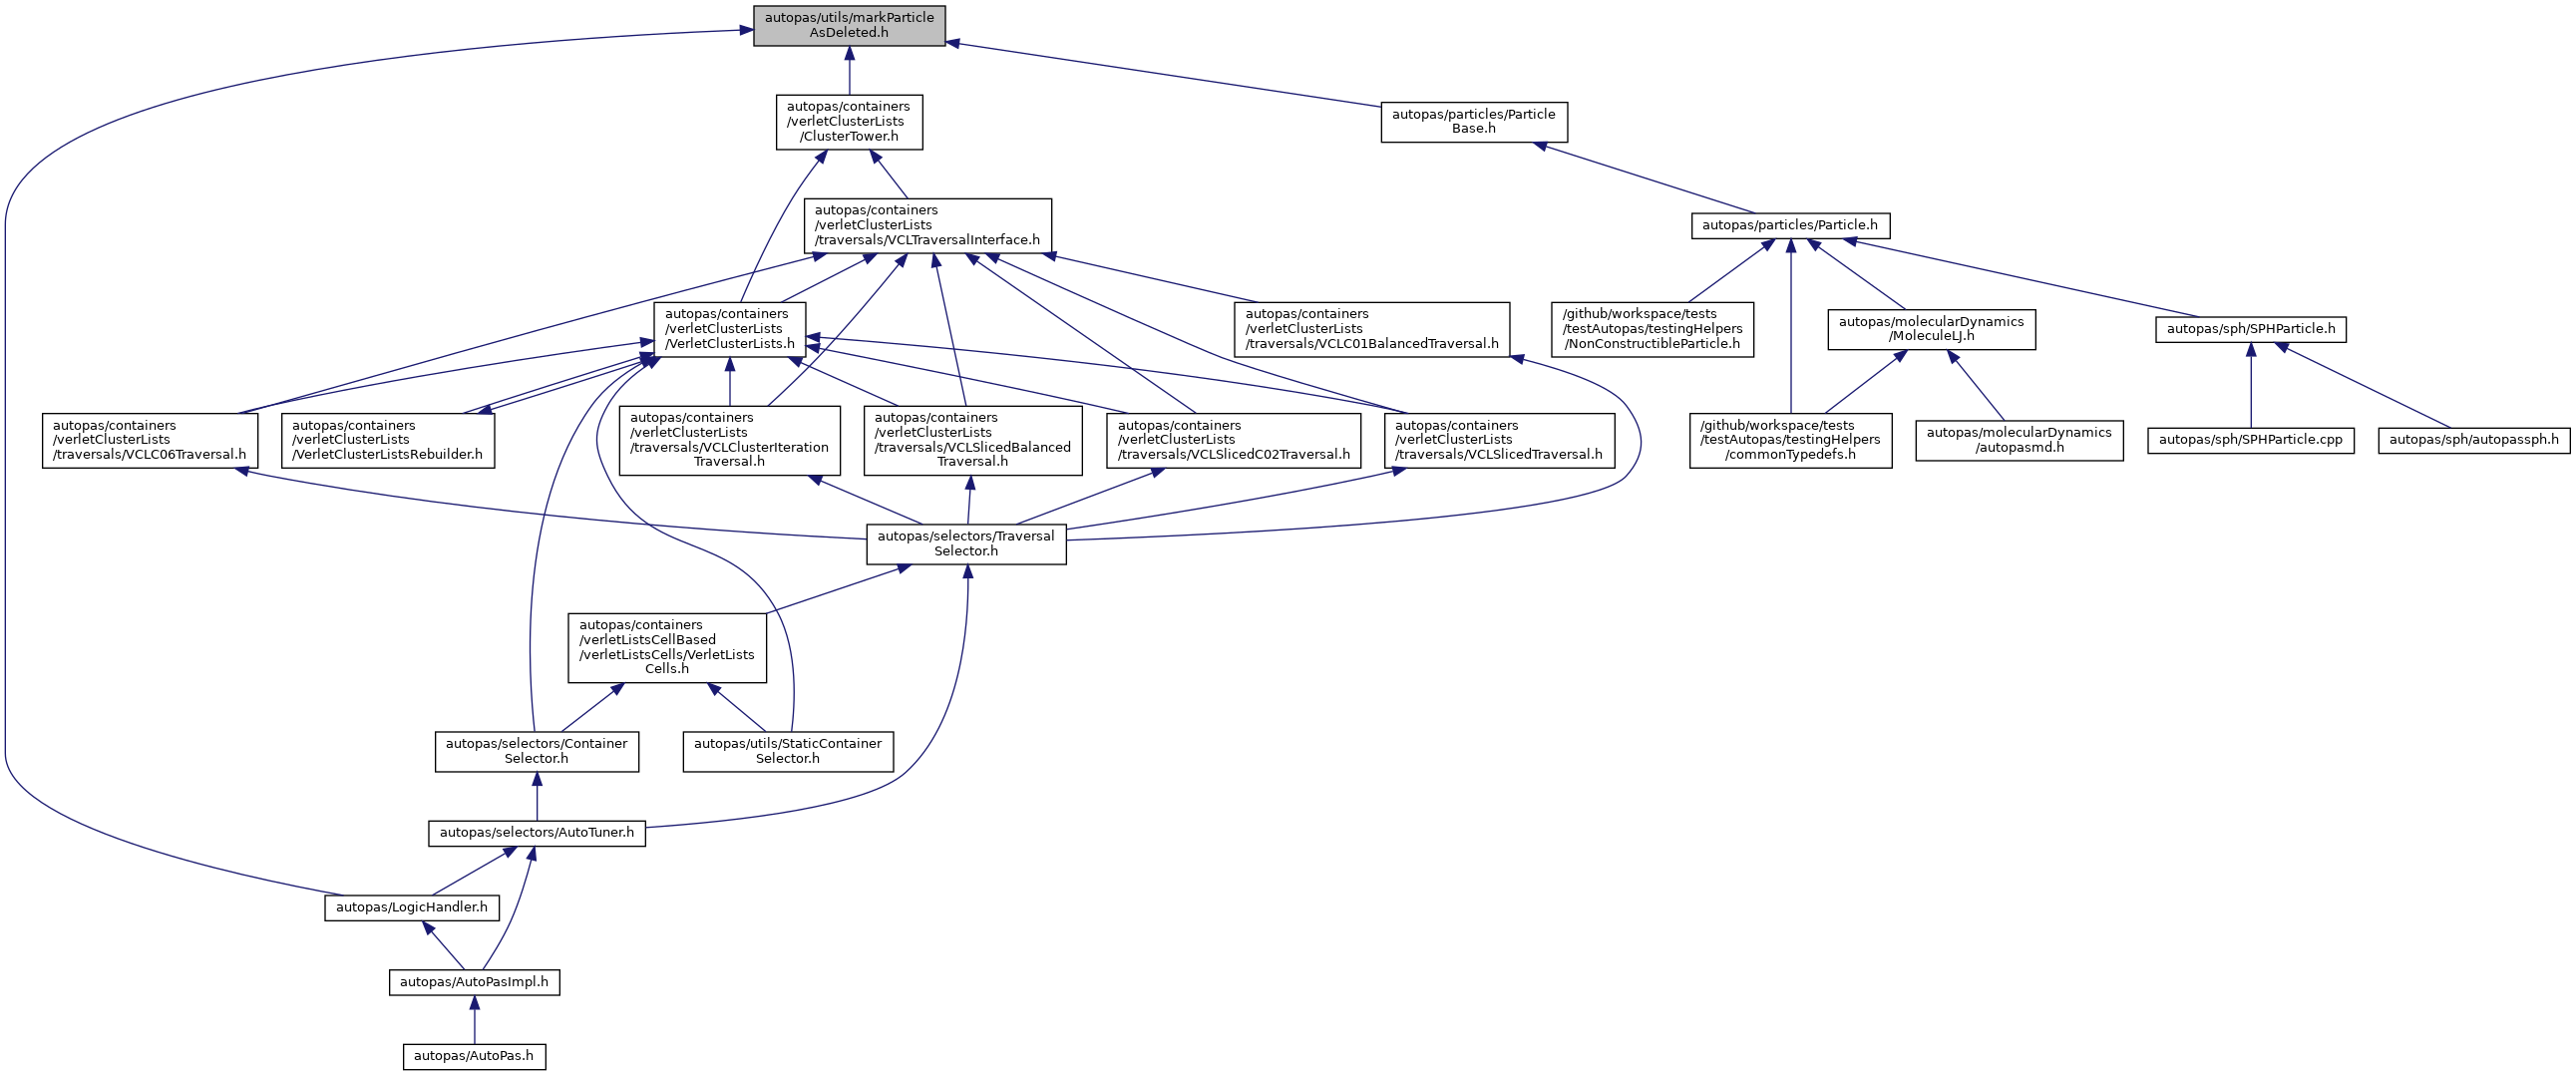 autopas/utils/markParticle
AsDeleted.h
autopas/containers
/verletClusterLists
/ClusterTower.h
autopas/particles/Particle
Base.h
autopas/containers
/verletClusterLists
/traversals/VCLTraversalInterface.h
autopas/particles/Particle.h
autopas/containers
/verletClusterLists
/VerletClusterLists.h
autopas/containers
/verletClusterLists
/traversals/VCLC01BalancedTraversal.h
/github/workspace/tests
/testAutopas/testingHelpers
/NonConstructibleParticle.h
autopas/molecularDynamics
/MoleculeLJ.h
autopas/sph/SPHParticle.h
autopas/containers
/verletClusterLists
/traversals/VCLC06Traversal.h
autopas/containers
/verletClusterLists
/VerletClusterListsRebuilder.h
autopas/containers
/verletClusterLists
/traversals/VCLClusterIteration
Traversal.h
autopas/containers
/verletClusterLists
/traversals/VCLSlicedBalanced
Traversal.h
autopas/containers
/verletClusterLists
/traversals/VCLSlicedC02Traversal.h
autopas/containers
/verletClusterLists
/traversals/VCLSlicedTraversal.h
/github/workspace/tests
/testAutopas/testingHelpers
/commonTypedefs.h
autopas/molecularDynamics
/autopasmd.h
autopas/sph/SPHParticle.cpp
autopas/sph/autopassph.h
autopas/selectors/Traversal
Selector.h
autopas/containers
/verletListsCellBased
/verletListsCells/VerletLists
Cells.h
autopas/selectors/Container
Selector.h
autopas/utils/StaticContainer
Selector.h
autopas/selectors/AutoTuner.h
autopas/LogicHandler.h
autopas/AutoPasImpl.h
autopas/AutoPas.h